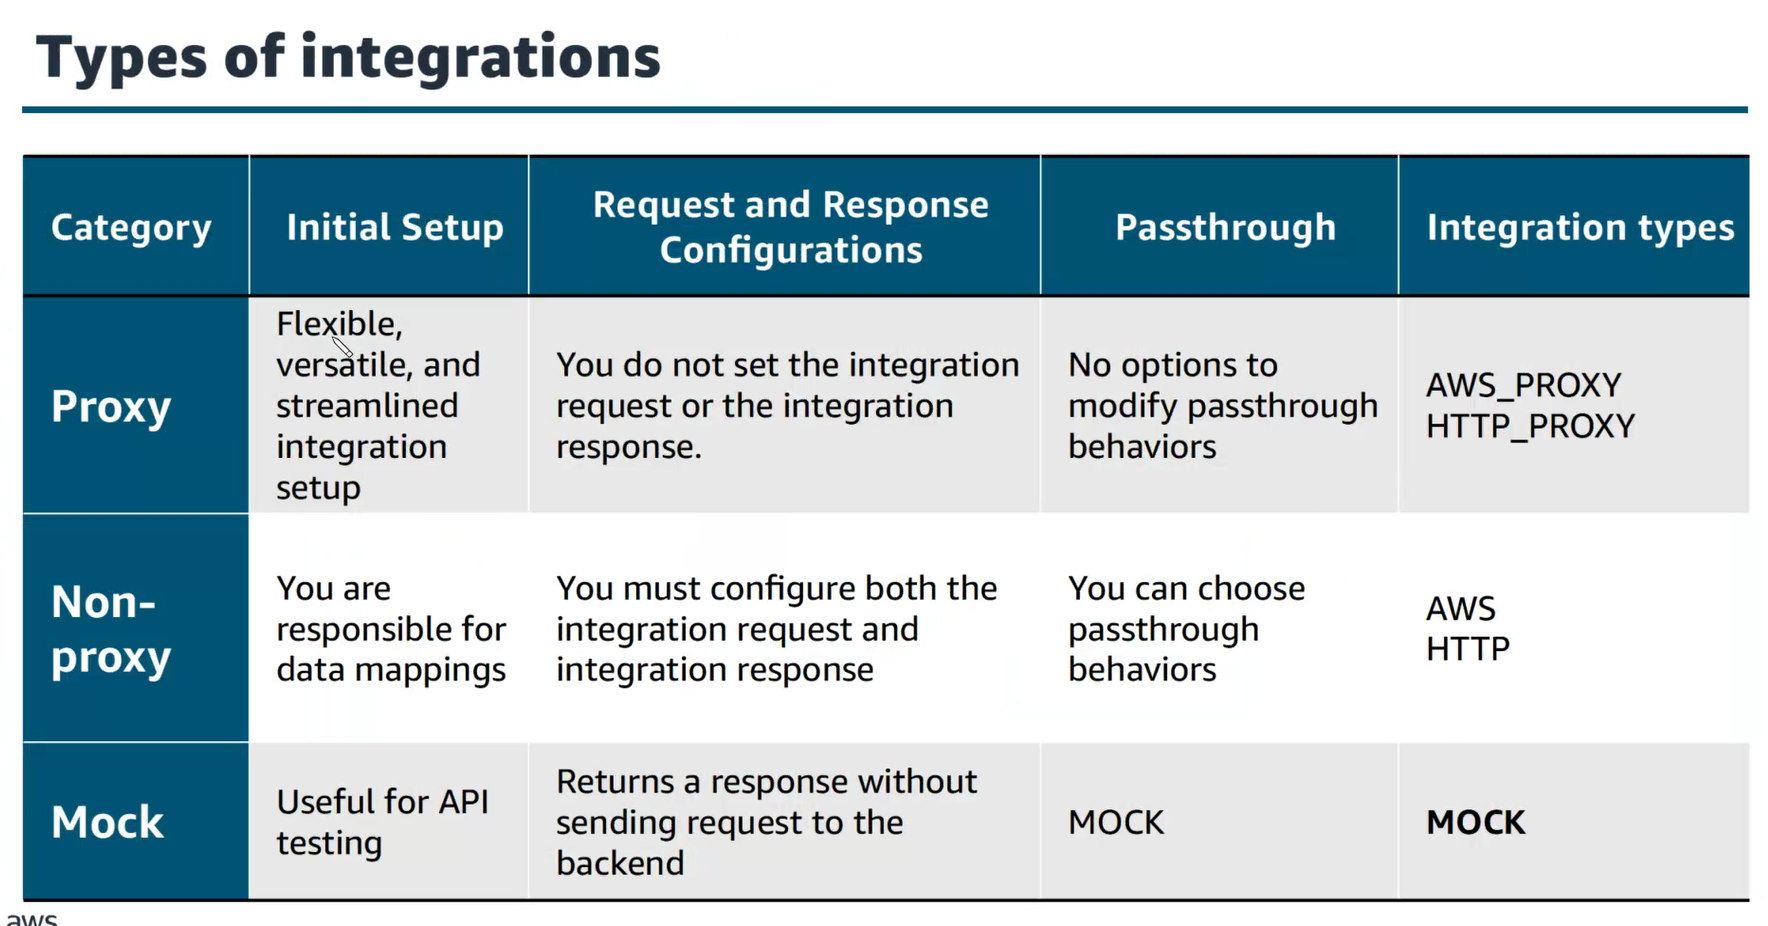 Types of integrations
Category
Initial Setup
Request and Response
Configurations
Passthrough
Integration types
Proxy
Flexible,
versatile, and
streamlined
integration
setup
You do not set the integration
request or the integration
response.
No options to
modify passthrough
behaviors
AWS_PROXY
HTTP_PROXY
Non-
proxy
You are
responsible for
data mappings
You must configure both the
integration request and
integration response
You can choose
passthrough
behaviors
AWS
HTTP
Mock
Useful for API
testing
Returns a response without
sending request to the
backend
MOCK
MOCK
aws